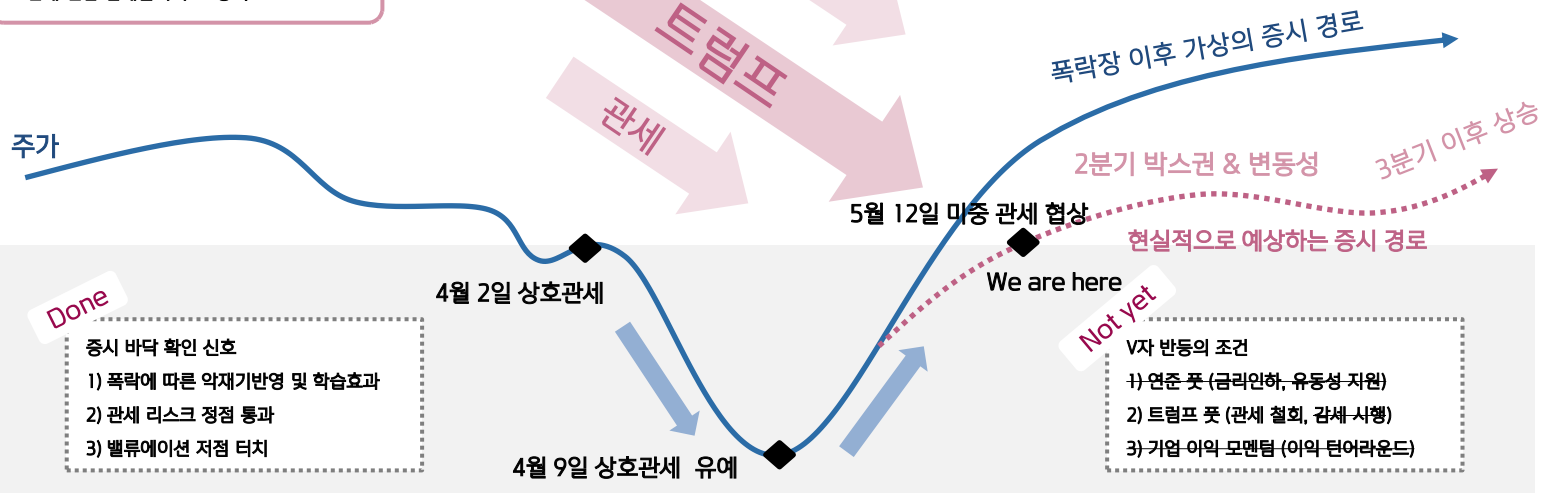 트럼프
관세
폭락장 이후 가상의 증시 경로
주가
2분기 박스권 & 변동성
3분기 이후 상승
5월 12일 미중 관세 협상
현실적으로 예상하는 증시 경로
We are here
4월 2일 상호관세
Done
증시 바닥 확인 신호
1) 폭락에 따른 악재기반영 및 학습효과
2) 관세 리스크 정점 통과
3) 밸류에이션 저점 터치
Not yet
V자 반등의 조건
1) 연준 풋 (금리인하, 유동성 지원)
2) 트럼프 풋 (관세 철회, 감세 시행)
3) 기업 이익 모멘텀 (이익 턴어라운드)
4월 9일 상호관세 유예